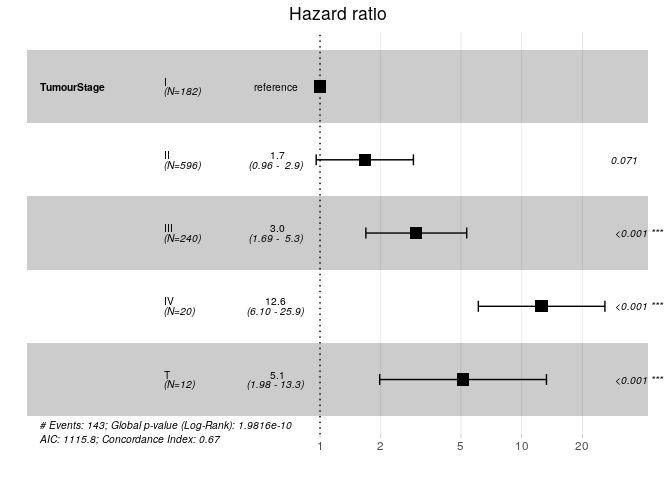 Hazard ratio
TumourStage
I
(N=182)
reference
II
(N=596)
1.7
(0.96 - 2.9)
0.071
III
(N=240)
3.0
(1.69 - 5.3)
<0.001 ***
IV
(N=20)
12.6
(6.10 - 25.9)
<0.001 ***
T
(N=12)
5.1
(1.98 - 13.3)
<0.001 ***
# Events: 143; Global p-value (Log-Rank): 1.9816e-10
AIC: 1115.8; Concordance Index: 0.67
1 2 5 10 20